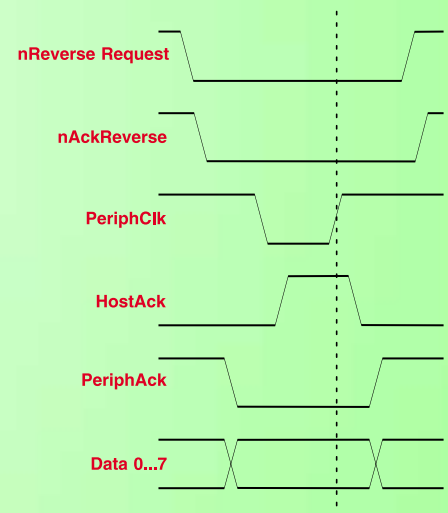 nReverse Request
nAckReverse
PeriphClk
HostAck
PeriphAck
Data 0...7